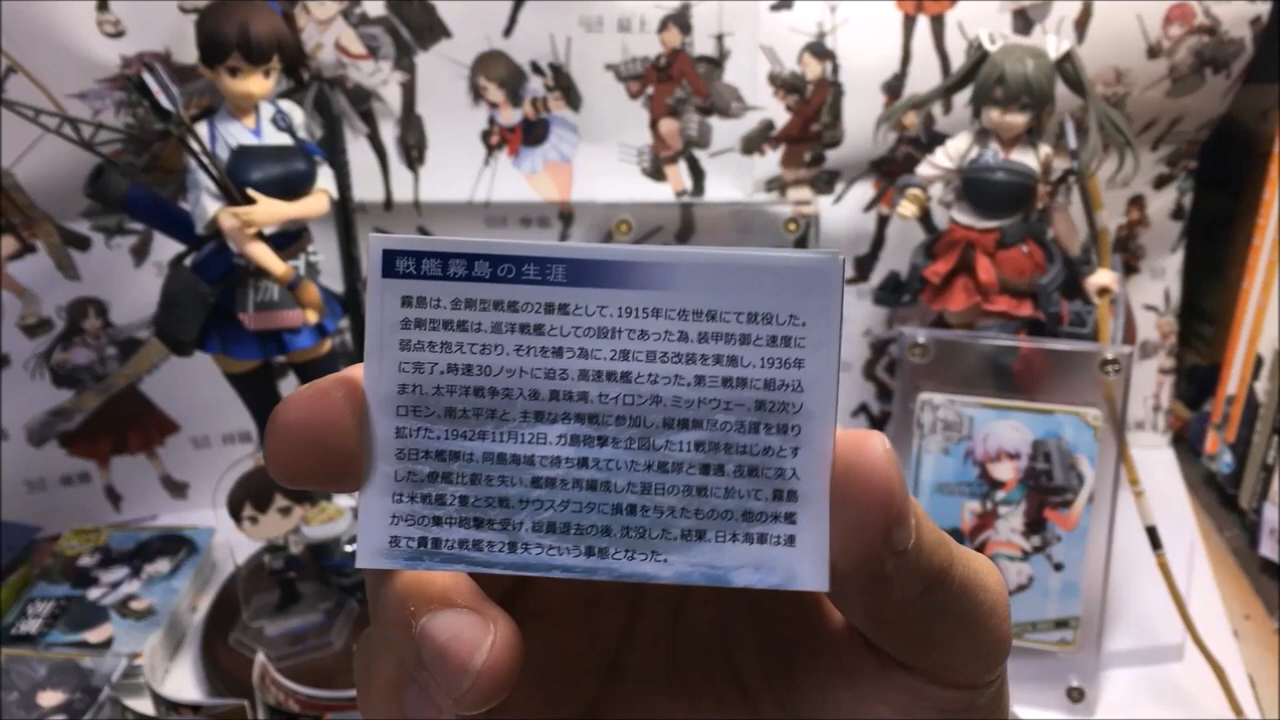 戦艦霧島の生涯
霧島は、金剛型戦艦の2番艦として、1915年に佐世保にて就役した。
金剛型戦艦は、巡洋戦艦としての設計であった為、装甲防御と速度に
弱点を抱えており、それを補う為に、2度に亘る改装を実施し、1936年
に完了。時速30ノットに迫る、高速戦艦となった。第三戦隊に組み込
まれ、太平洋戦争突入後、真珠湾、セイロン沖、ミッドウェー、第2次ソ
ロモン、南太平洋と、主要な各海戦に参加し、縦横無尽の活躍を繰り
拡げた。1942年11月12日、ガ島砲撃を企図した11戦隊をはじめとす
る日本艦隊は、同島海域で待ち構えていた米艦隊と遭遇、夜戦に突入
した。僚艦比叡を失い、艦隊を再編成した翌日の夜戦に於いて、霧島
は米戦艦2隻と交戦、サウスダコタに損傷を与えたものの、他の米艦
からの集中砲撃を受け、総員退去の後、沈没した。結果、日本海軍は連
夜で貴重な戦艦を2隻失うという事態となった。